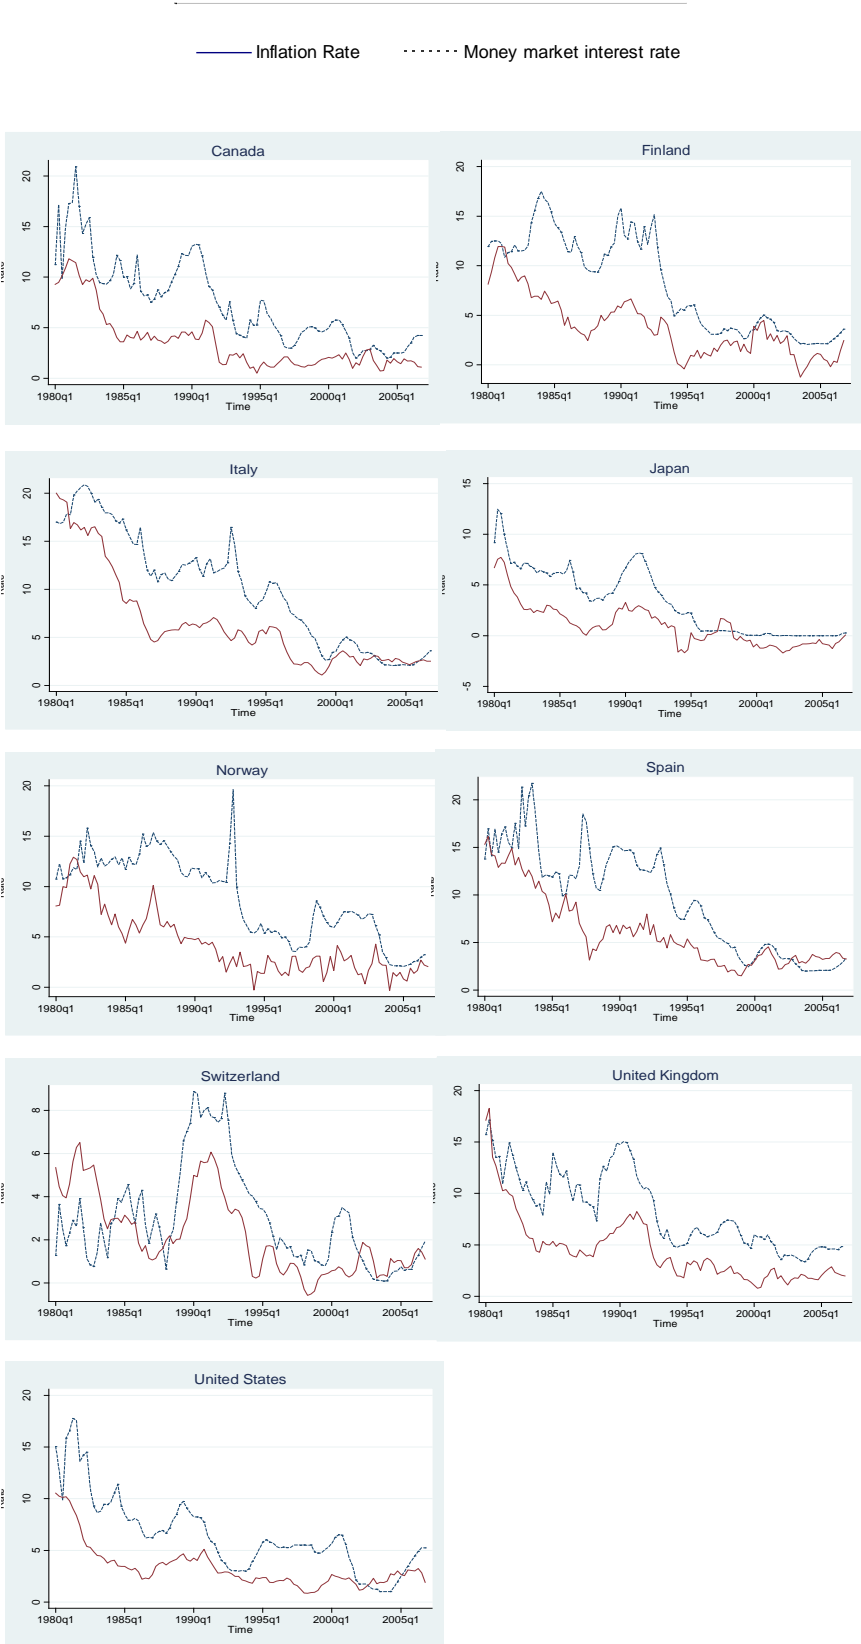 Inflation Rate Money market interest rate
Canada
20
15
10
5
0
1980q1 1985q1 1990q1 1995q1 2000q1 2005q1
Time
Finland
20
15
10
5
0
1980q1 1985q1 1990q1 1995q1 2000q1 2005q1
Time
Italy
20
15
10
5
0
1980q1 1985q1 1990q1 1995q1 2000q1 2005q1
Time
Japan
15
10
5
0
-5
1980q1 1985q1 1990q1 1995q1 2000q1 2005q1
Time
Norway
20
15
10
5
0
1980q1 1985q1 1990q1 1995q1 2000q1 2005q1
Time
Spain
20
15
10
5
0
1980q1 1985q1 1990q1 1995q1 2000q1 2005q1
Time
Switzerland
8
6
4
2
0
1980q1 1985q1 1990q1 1995q1 2000q1 2005q1
Time
United Kingdom
20
15
10
5
0
1980q1 1985q1 1990q1 1995q1 2000q1 2005q1
Time
United States
20
15
10
5
0
1980q1 1985q1 1990q1 1995q1 2000q1 2005q1
Time